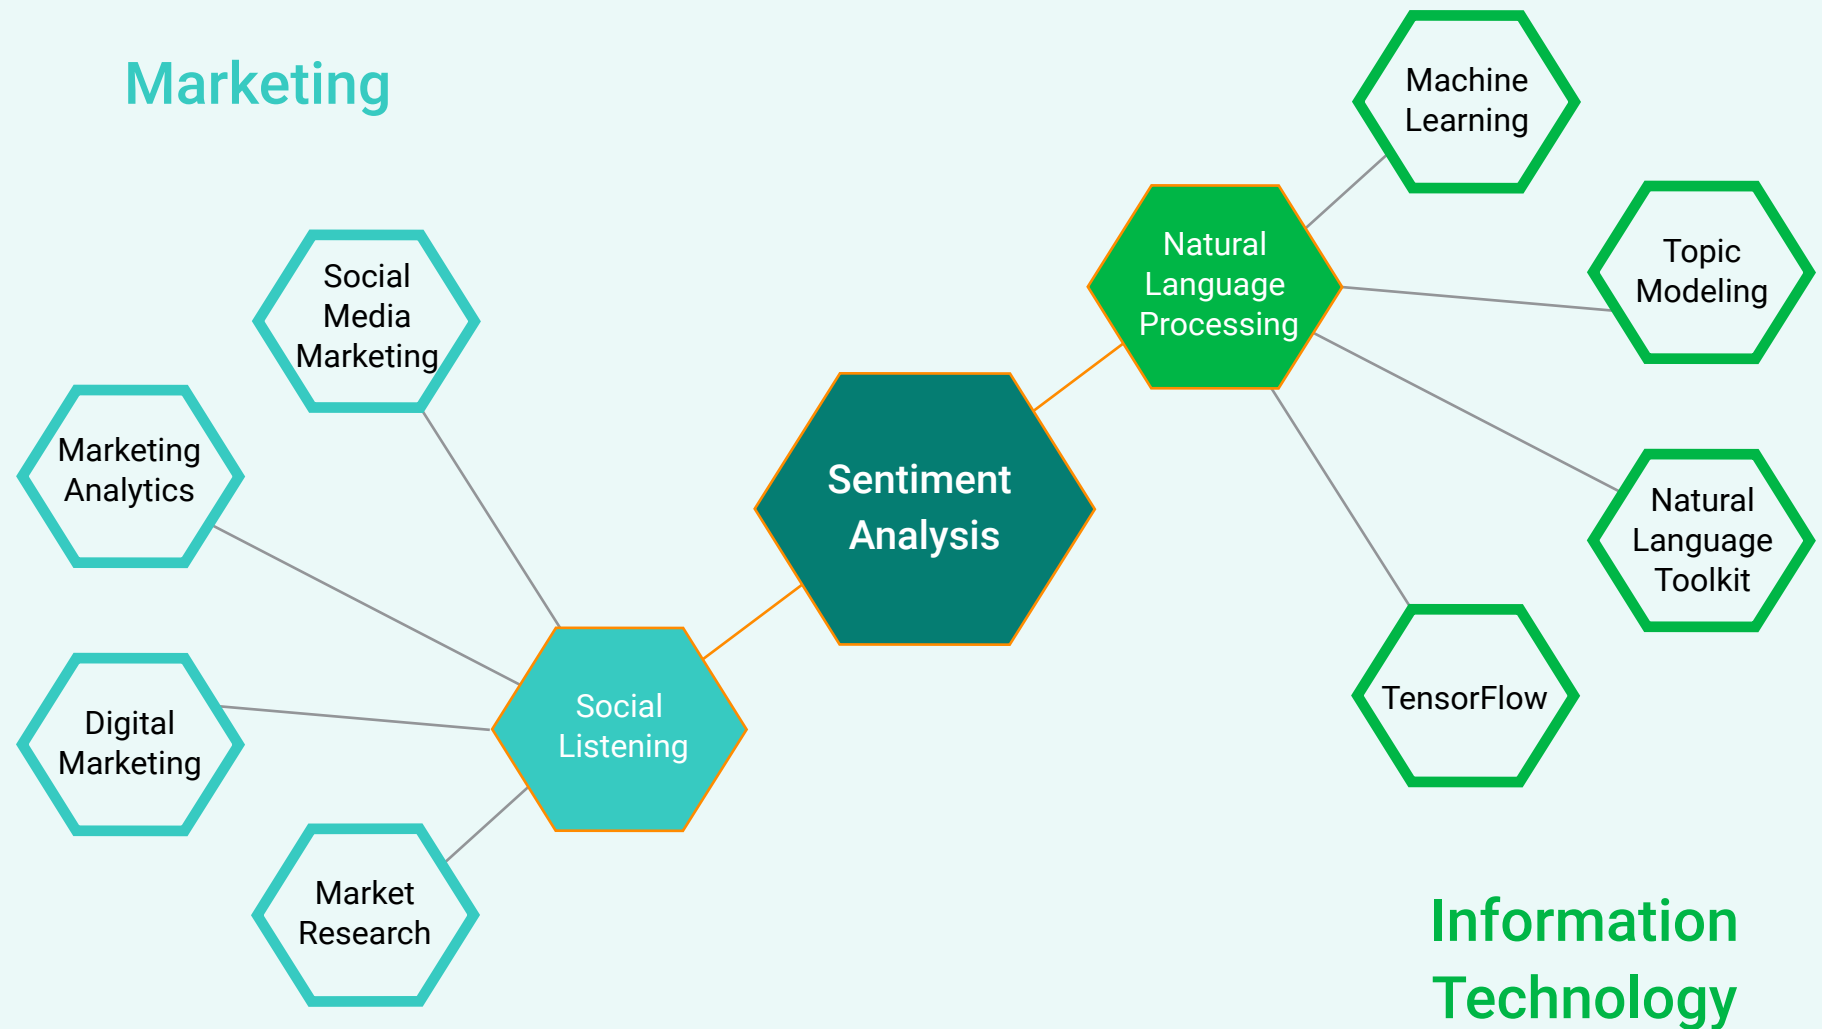 Marketing
Machine
Learning
Natural
Language
Processing
Topic
Modeling
Social
Media
Marketing
Marketing
Analytics
Sentiment
Analysis
Natural
Language
Toolkit
Social
Listening
TensorFlow
Digital
Marketing
Market
Research
Information
Technology